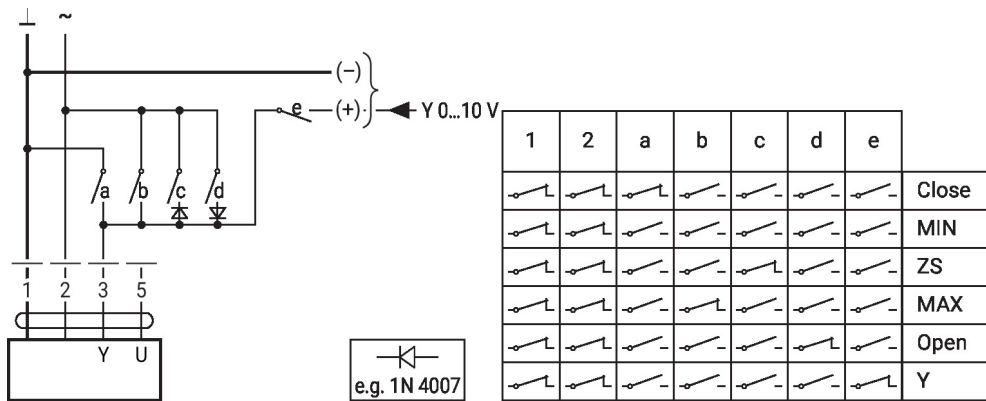 ⊥ ~
(–)
e (+) Y 0...10 V
a b c d
1 2 3 5
Y U
e.g. 1N 4007
1 2 a b c d e
Close
MIN
ZS
MAX
Open
Y